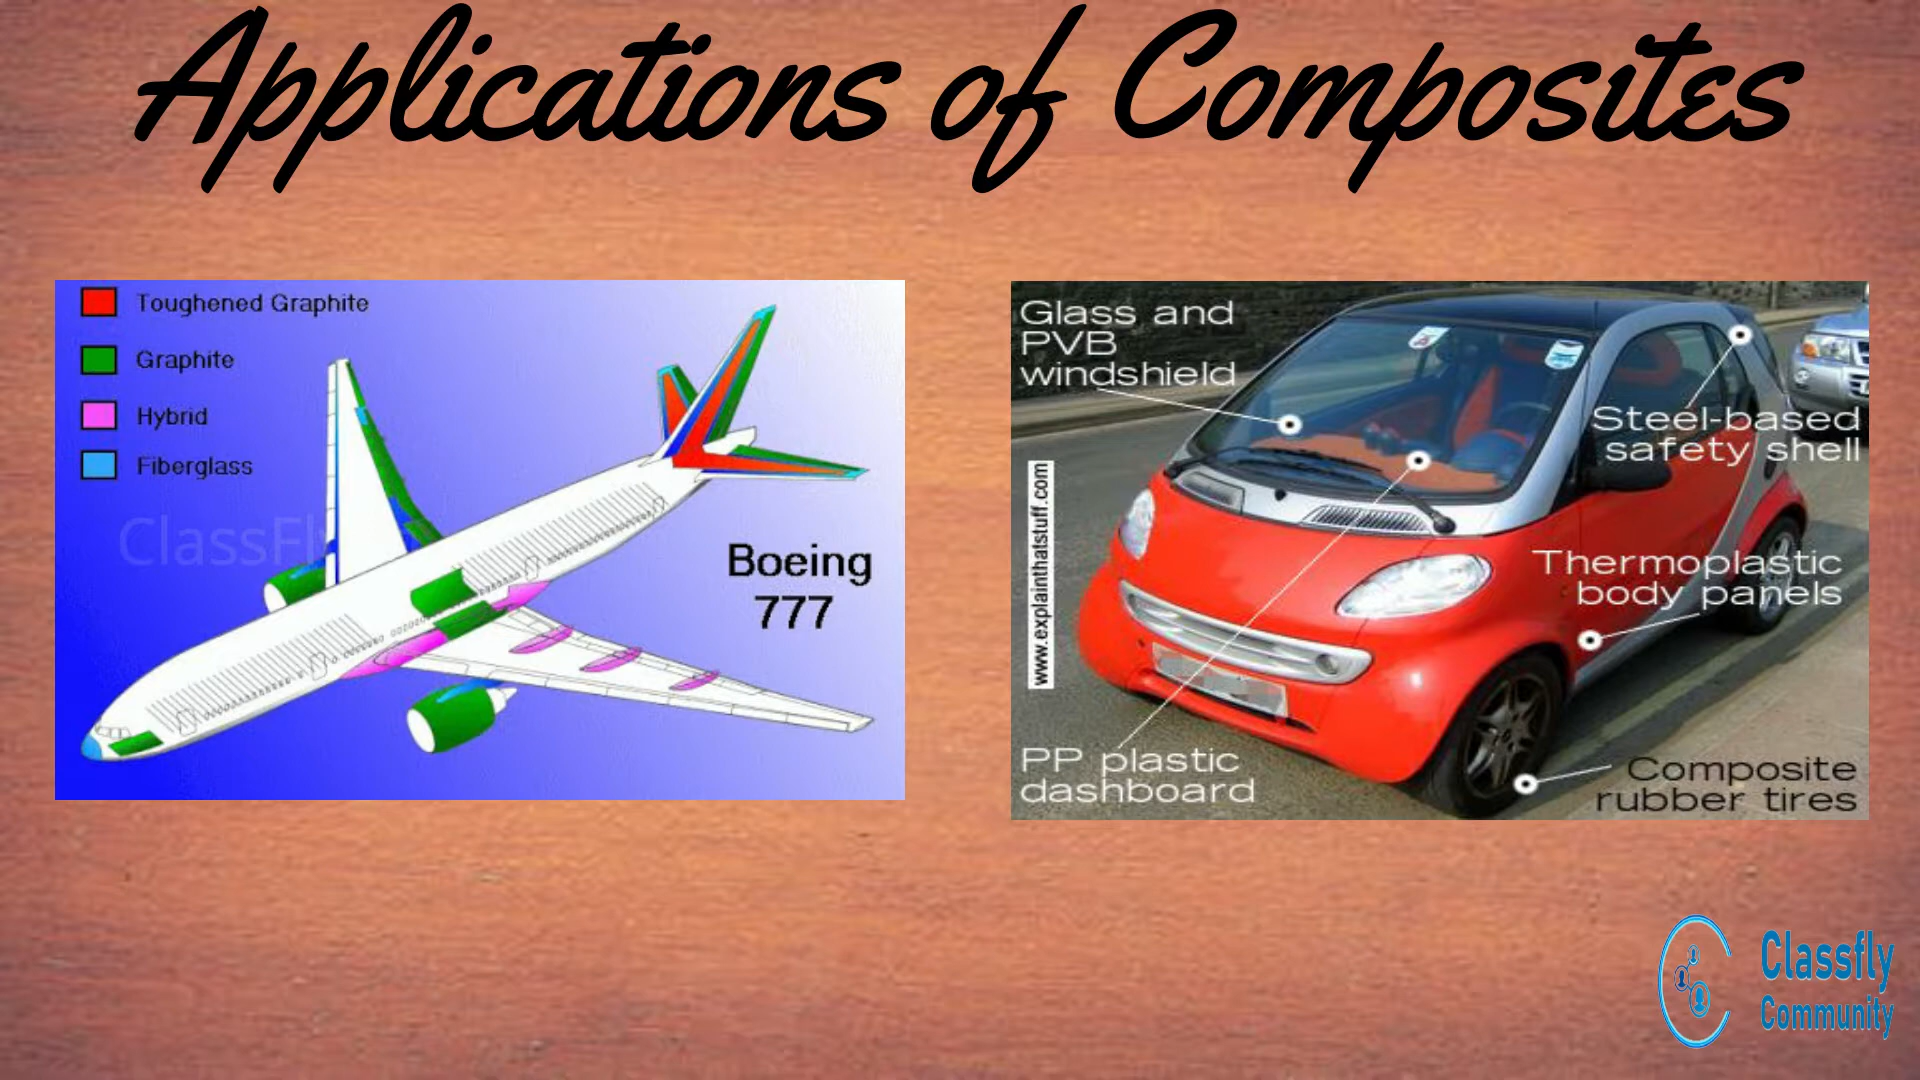 Applications of Composites
Toughened Graphite
Graphite
Hybrid
Fiberglass
ClassFl
Boeing
777
Glass and
PVB
windshield
Steel-based
safety shell
www.explainthatstuff.com
Thermoplastic
body panels
PP plastic
dashboard
Composite
rubber tires
Classfly
Community